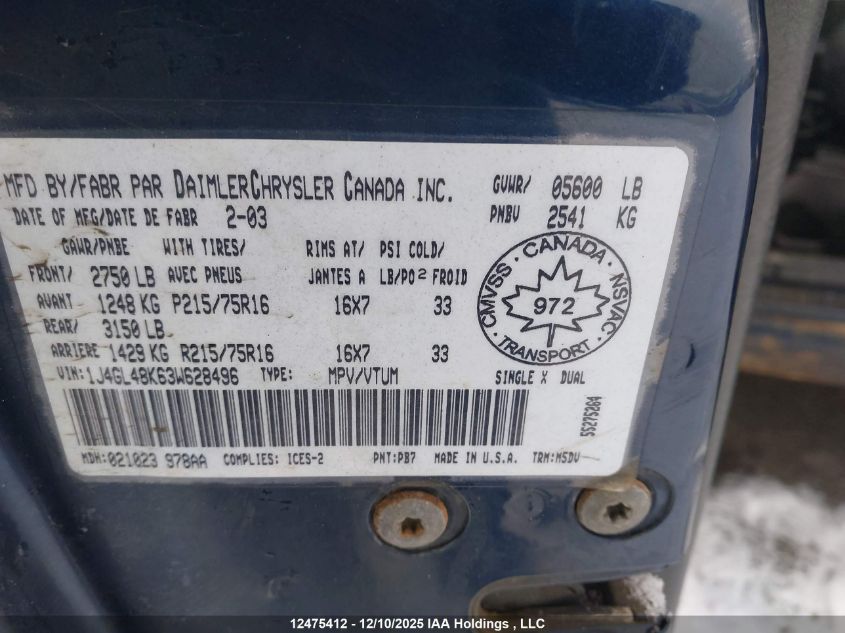 MFD BY/FABR PAR DAIMLERCHRYSLER CANADA INC. GVWR/ 05600 LB
DATE OF MFG/DATE DE FABR 2-03 PNBV 2541 KG
GAWR/PNBE WITH TIRES/ RIMS AT/ PSI COLD/
FRONT/ 2750 LB AVEC PNEUS JANTES A LB/PO² FROID
AVANT 1248 KG P215/75R16 16X7 33
REAR/ 3150 LB
ARRIERE 1429 KG R215/75R16 16X7 33
VIN:1J4GL48K63W628496 TYPE: MPV/VTUM SINGLE X DUAL
CANADA
CMVSS NSVAC
972
TRANSPORT
55275264
MDH:021023 978AA COMPLIES: ICES-2 PNT:PB7 MADE IN U.S.A. TRM:M5DV
12475412 - 12/10/2025 IAA Holdings , LLC